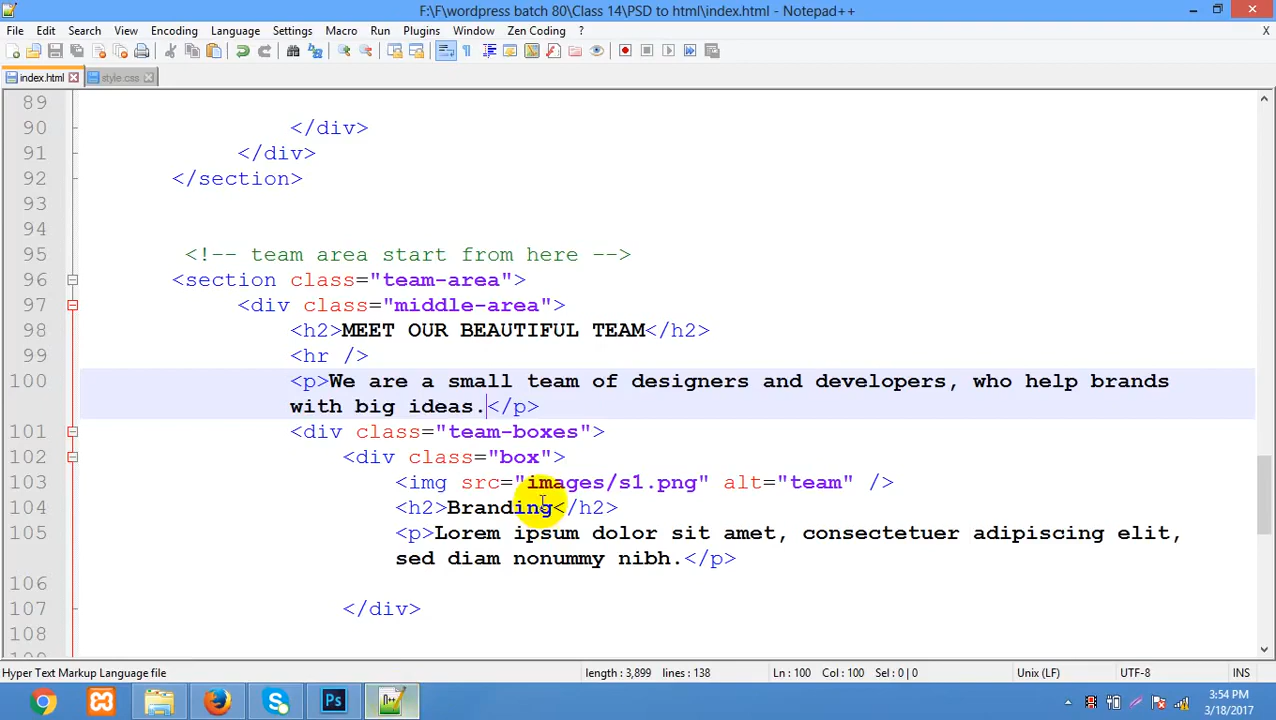 F:\F\wordpress batch 80\Class 14\PSD to html\index.html - Notepad++
File Edit Search View Encoding Language Settings Macro Run Plugins Window Zen Coding ? X
index.html style.css
89
90 </div>
91 </div>
92 </section>
93
94
95 <!-- team area start from here -->
96 <section class="team-area">
97 <div class="middle-area">
98 <h2>MEET OUR BEAUTIFUL TEAM</h2>
99 <hr />
100 <p>We are a small team of designers and developers, who help brands
with big ideas.</p>
101 <div class="team-boxes">
102 <div class="box">
103 <img src="images/s1.png" alt="team" />
104 <h2>Branding</h2>
105 <p>Lorem ipsum dolor sit amet, consectetuer adipiscing elit,
sed diam nonummy nibh.</p>
106
107 </div>
108
Hyper Text Markup Language file length : 3,899 lines : 138 Ln : 100 Col : 100 Sel : 0 | 0 Unix (LF) UTF-8 INS
Ps
3:54 PM
3/18/2017